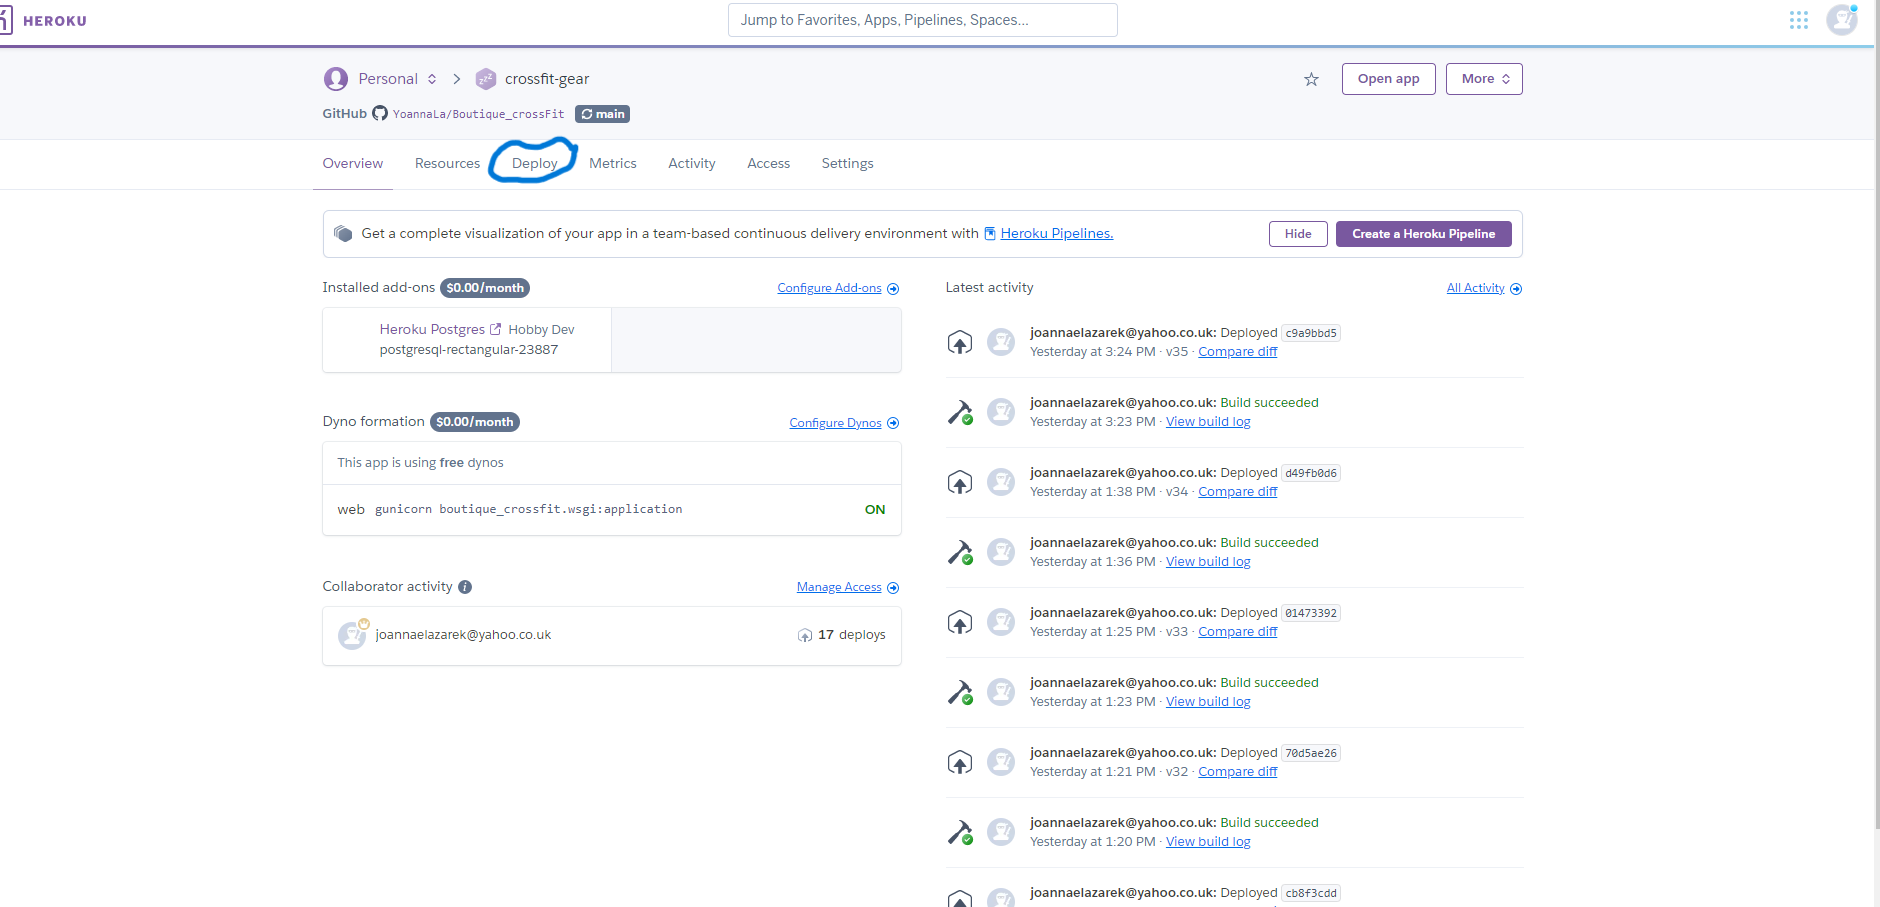 HEROKU
Jump to Favorites, Apps, Pipelines, Spaces...
Personal
crossfit-gear
Open app
More
GitHub YoannaLa/Boutique_crossFit main
Overview Resources Deploy Metrics Activity Access Settings
Get a complete visualization of your app in a team-based continuous delivery environment with Heroku Pipelines.
Hide
Create a Heroku Pipeline
Installed add-ons $0.00/month
Configure Add-ons
Heroku Postgres Hobby Dev
postgresql-rectangular-23887
Dyno formation $0.00/month
Configure Dynos
This app is using free dynos
web gunicorn boutique_crossfit.wsgi:application ON
Collaborator activity
Manage Access
joannaelazarek@yahoo.co.uk 17 deploys
Latest activity
All Activity
joannaelazarek@yahoo.co.uk: Deployed c9a9bbd5
Yesterday at 3:24 PM · v35 · Compare diff
joannaelazarek@yahoo.co.uk: Build succeeded
Yesterday at 3:23 PM · View build log
joannaelazarek@yahoo.co.uk: Deployed d49fb0d6
Yesterday at 1:38 PM · v34 · Compare diff
joannaelazarek@yahoo.co.uk: Build succeeded
Yesterday at 1:36 PM · View build log
joannaelazarek@yahoo.co.uk: Deployed 01473392
Yesterday at 1:25 PM · v33 · Compare diff
joannaelazarek@yahoo.co.uk: Build succeeded
Yesterday at 1:23 PM · View build log
joannaelazarek@yahoo.co.uk: Deployed 70d5ae26
Yesterday at 1:21 PM · v32 · Compare diff
joannaelazarek@yahoo.co.uk: Build succeeded
Yesterday at 1:20 PM · View build log
joannaelazarek@yahoo.co.uk: Deployed cb8f3cdd